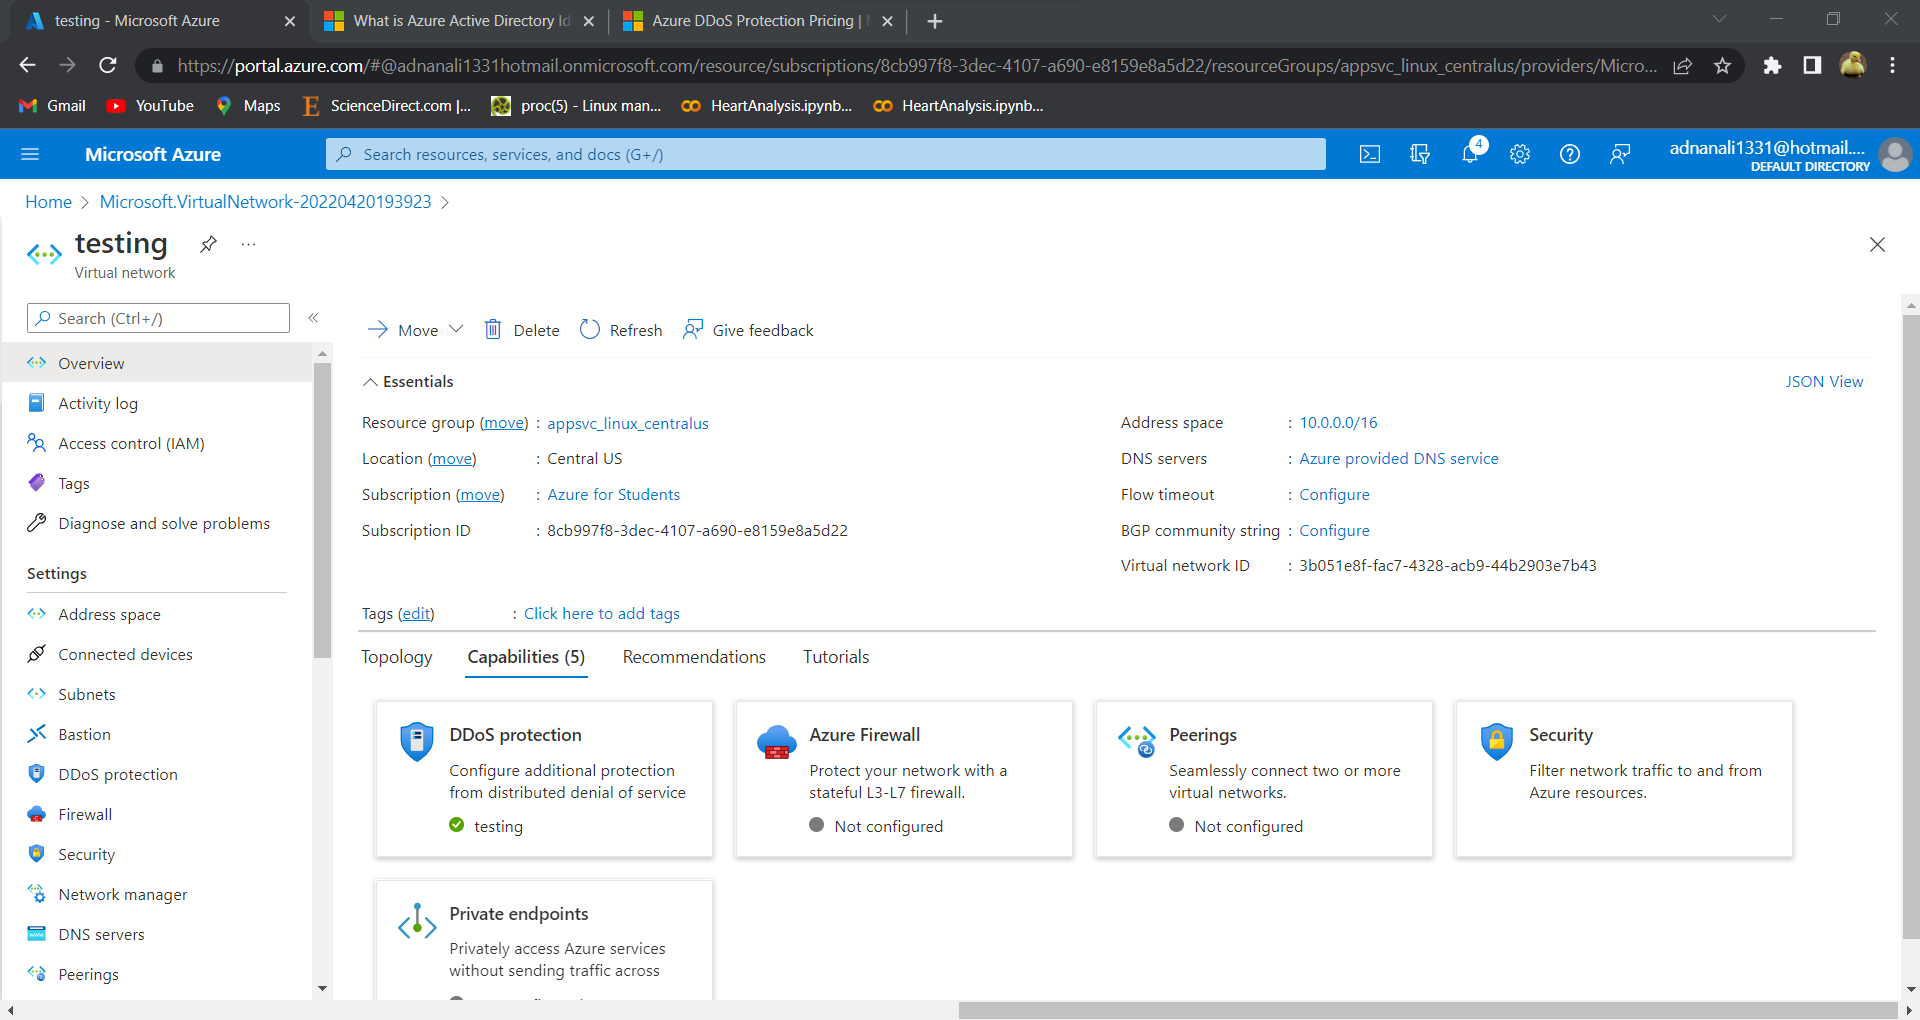 testing - Microsoft Azure
What is Azure Active Directory Id
Azure DDoS Protection Pricing |
https://portal.azure.com/#@adnanali1331hotmail.onmicrosoft.com/resource/subscriptions/8cb997f8-3dec-4107-a690-e8159e8a5d22/resourceGroups/appsvc_linux_centralus/providers/Micro...
Gmail
YouTube
Maps
ScienceDirect.com |...
proc(5) - Linux man...
HeartAnalysis.ipynb...
HeartAnalysis.ipynb...
Microsoft Azure
Search resources, services, and docs (G+/)
4
adnanali1331@hotmail....
DEFAULT DIRECTORY
Home > Microsoft.VirtualNetwork-20220420193923 >
testing
...
Virtual network
Search (Ctrl+/)
«
Overview
Activity log
Access control (IAM)
Tags
Diagnose and solve problems
Settings
Address space
Connected devices
Subnets
Bastion
DDoS protection
Firewall
Security
Network manager
DNS servers
Peerings
Move
Delete
Refresh
Give feedback
Essentials
JSON View
Resource group (move) : appsvc_linux_centralus
Location (move) : Central US
Subscription (move) : Azure for Students
Subscription ID : 8cb997f8-3dec-4107-a690-e8159e8a5d22
Address space : 10.0.0.0/16
DNS servers : Azure provided DNS service
Flow timeout : Configure
BGP community string : Configure
Virtual network ID : 3b051e8f-fac7-4328-acb9-44b2903e7b43
Tags (edit) : Click here to add tags
Topology
Capabilities (5)
Recommendations
Tutorials
DDoS protection
Configure additional protection
from distributed denial of service
testing
Azure Firewall
Protect your network with a
stateful L3-L7 firewall.
Not configured
Peerings
Seamlessly connect two or more
virtual networks.
Not configured
Security
Filter network traffic to and from
Azure resources.
Private endpoints
Privately access Azure services
without sending traffic across